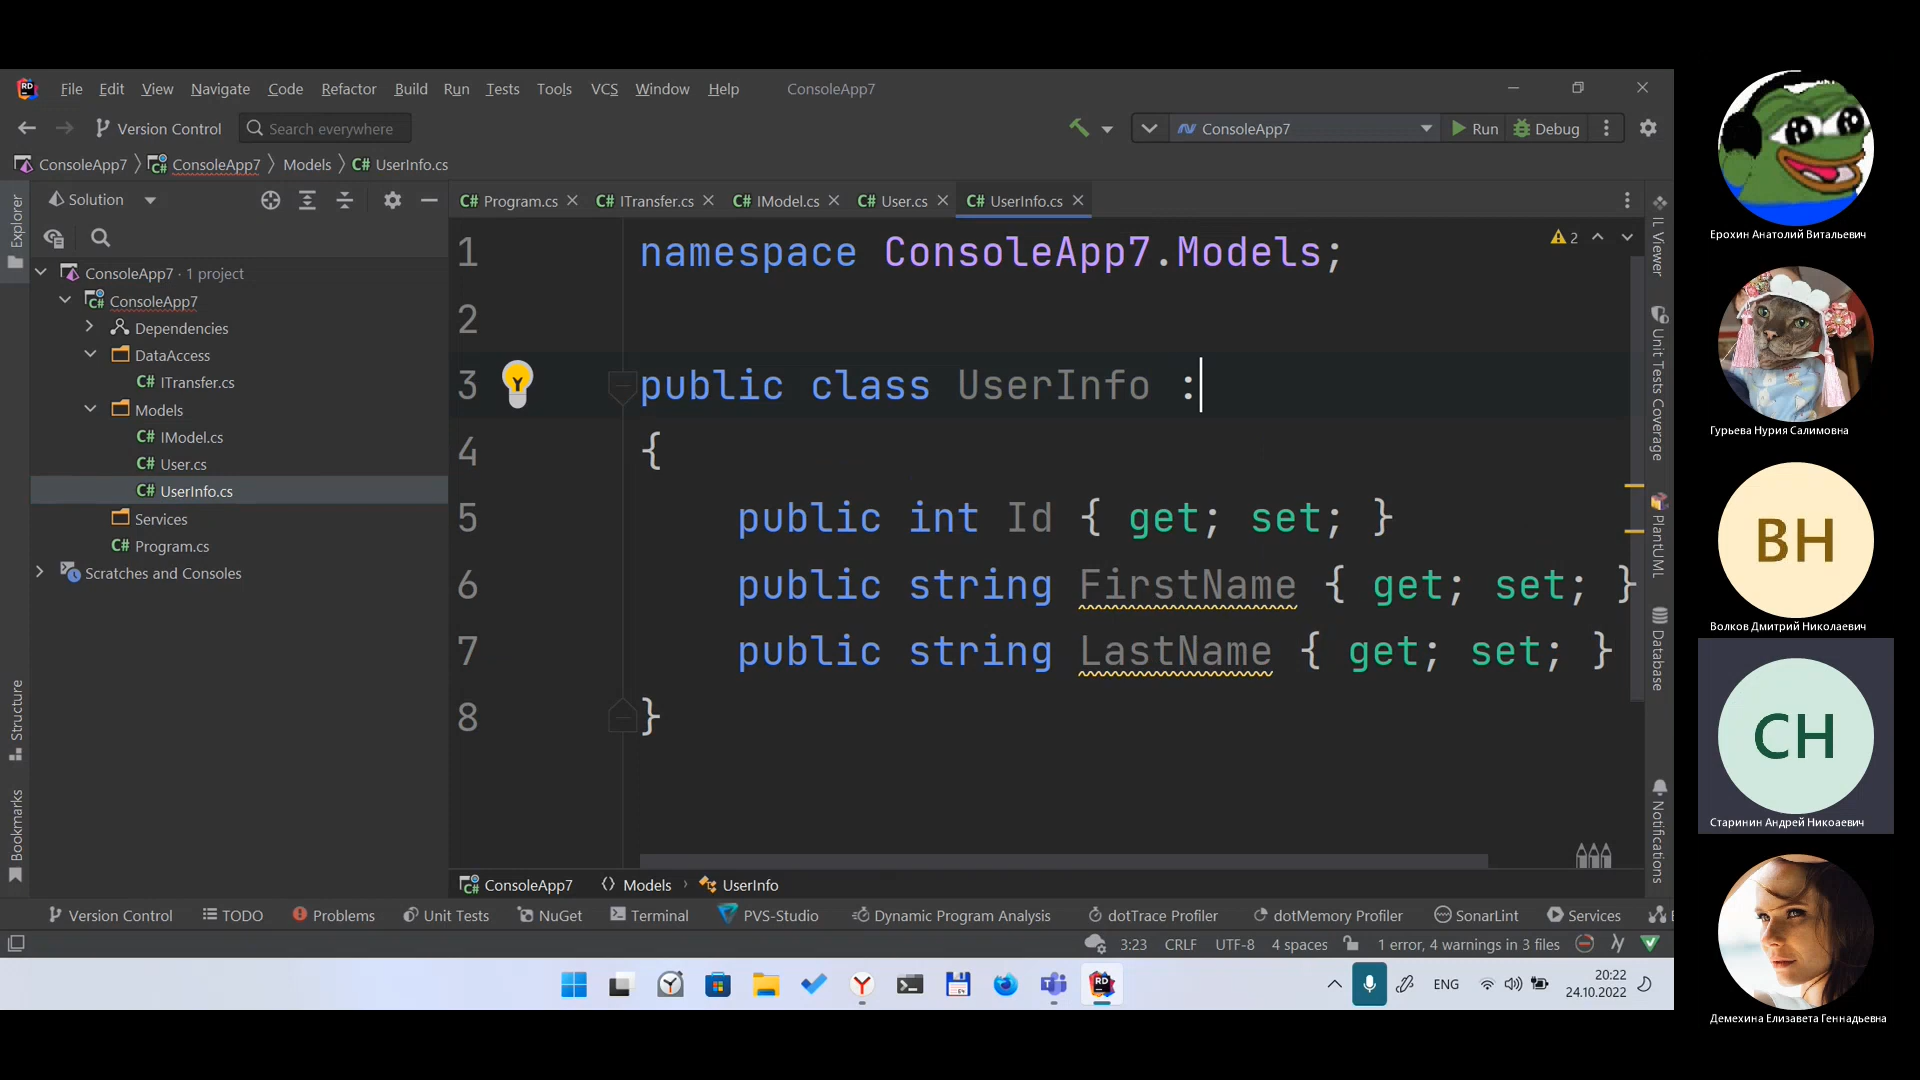 File Edit View Navigate Code Refactor Build Run Tests Tools VCS Window Help ConsoleApp7
Version Control Search everywhere ConsoleApp7 Run Debug
ConsoleApp7 ConsoleApp7 Models C# UserInfo.cs
Explorer
Solution
C# Program.cs C# ITransfer.cs C# IModel.cs C# User.cs C# UserInfo.cs
ConsoleApp7 · 1 project
ConsoleApp7
Dependencies
DataAccess
C# ITransfer.cs
Models
C# IModel.cs
C# User.cs
C# UserInfo.cs
Services
C# Program.cs
Scratches and Consoles
2
1 namespace ConsoleApp7.Models;
2
3 public class UserInfo :
4 {
5 public int Id { get; set; }
6 public string FirstName { get; set; }
7 public string LastName { get; set; }
8 }
IL Viewer
Unit Tests Coverage
PlantUML
Database
Notifications
Structure
Bookmarks
ConsoleApp7 Models UserInfo
Version Control TODO Problems Unit Tests NuGet Terminal PVS-Studio Dynamic Program Analysis dotTrace Profiler dotMemory Profiler SonarLint Services
3:23 CRLF UTF-8 4 spaces 1 error, 4 warnings in 3 files
ENG 20:22
24.10.2022
Ерохин Анатолий Витальевич
Гурьева Нурия Салимовна
ВН
Волков Дмитрий Николаевич
СН
Старинин Андрей Никоаевич
Демехина Елизавета Геннадьевна